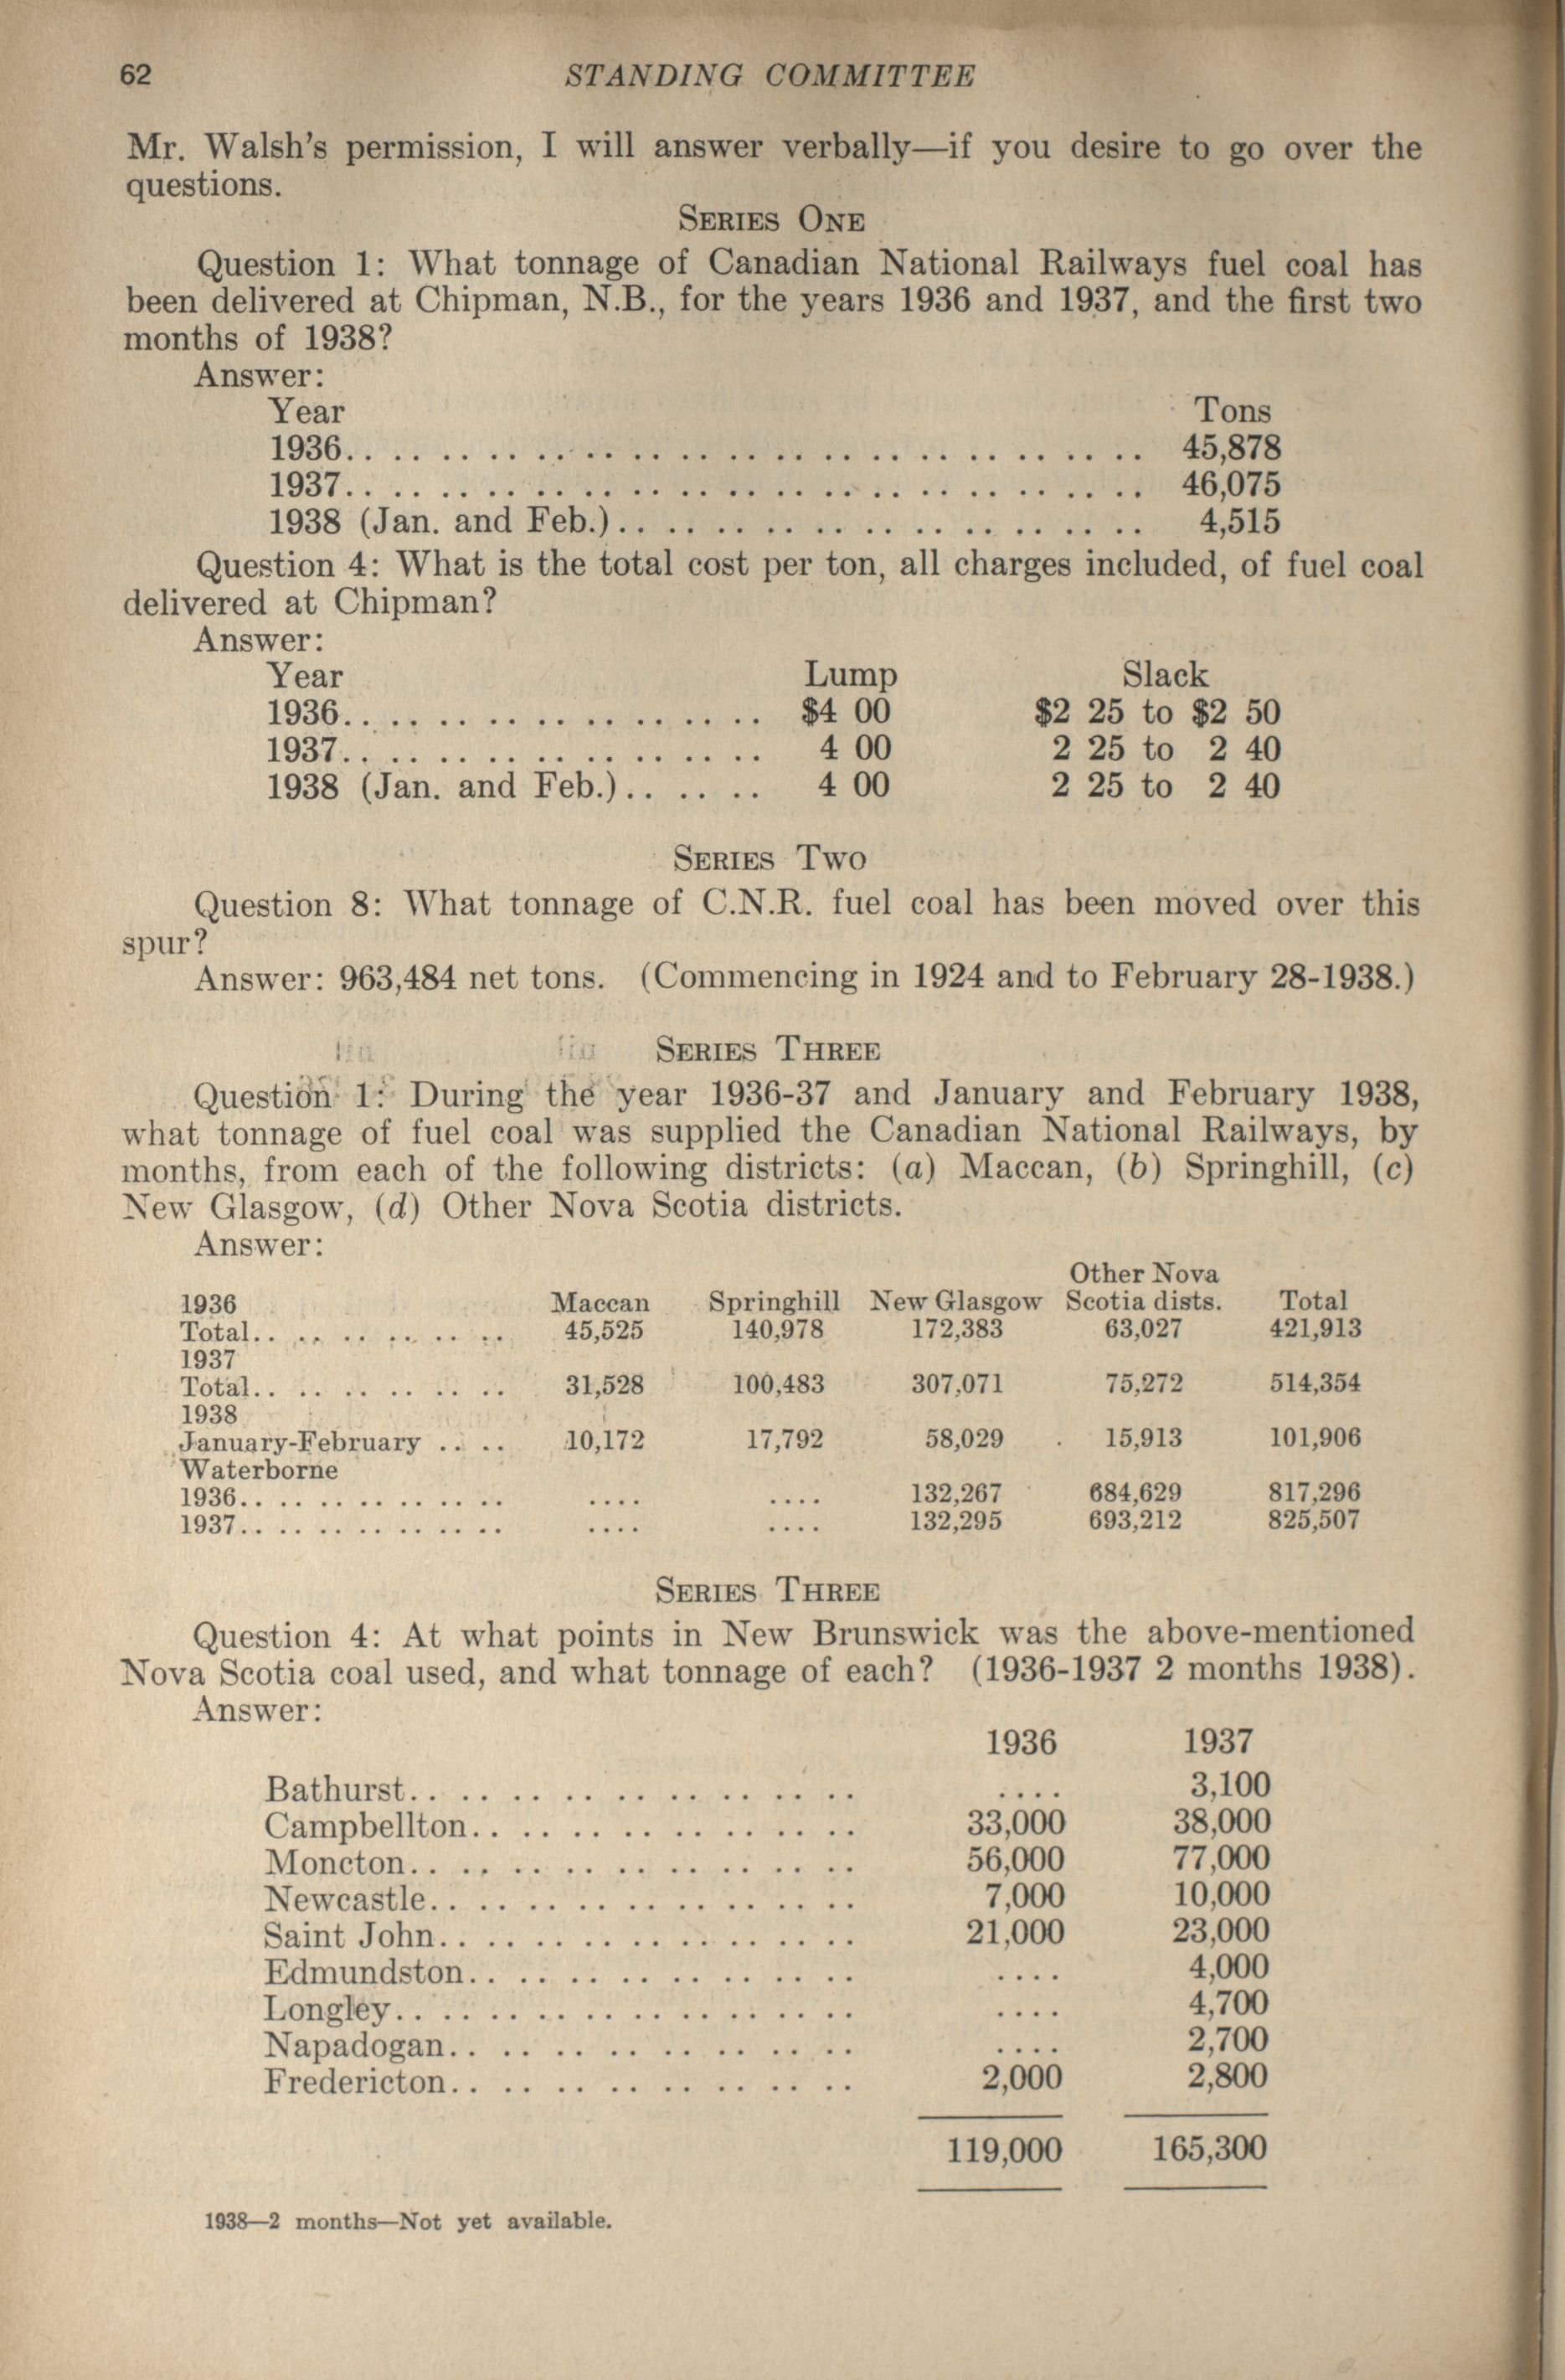 62 STANDING COMMITTEE
Mr. Walsh's permission, I will answer verbally—if you desire to go over the
questions.
SERIES ONE
Question 1: What tonnage of Canadian National Railways fuel coal has
been delivered at Chipman, N.B., for the years 1936 and 1937, and the first two
months of 1938?
Answer:
Year Tons
1936.. .. .. .. .. .. .. .. .. .. .. .. .. .. .. .. .. 45,878
1937.. .. .. .. .. .. .. .. .. .. .. .. .. .. .. .. .. 46,075
1938 (Jan. and Feb.).. .. .. .. .. .. .. .. .. .. .. 4,515
Question 4: What is the total cost per ton, all charges included, of fuel coal
delivered at Chipman?
Answer:
Year Lump Slack
1936.. .. .. .. .. .. .. .. .. $4 00 $2 25 to $2 50
1937.. .. .. .. .. .. .. .. .. 4 00 2 25 to 2 40
1938 (Jan. and Feb.).. .. .. 4 00 2 25 to 2 40
SERIES TWO
Question 8: What tonnage of C.N.R. fuel coal has been moved over this
spur?
Answer: 963,484 net tons. (Commencing in 1924 and to February 28-1938.)
SERIES THREE
Question 1: During the year 1936-37 and January and February 1938,
what tonnage of fuel coal was supplied the Canadian National Railways, by
months, from each of the following districts: (a) Maccan, (b) Springhill, (c)
New Glasgow, (d) Other Nova Scotia districts.
Answer:
Other Nova
1936 Maccan Springhill New Glasgow Scotia dists. Total
Total.. .. .. .. .. .. .. 45,525 140,978 172,383 63,027 421,913
1937
Total.. .. .. .. .. .. .. 31,528 100,483 307,071 75,272 514,354
1938
January-February .. .. 10,172 17,792 58,029 15,913 101,906
Waterborne
1936.. .. .. .. .. .. .. .... .... 132,267 684,629 817,296
1937.. .. .. .. .. .. .. .... .... 132,295 693,212 825,507
SERIES THREE
Question 4: At what points in New Brunswick was the above-mentioned
Nova Scotia coal used, and what tonnage of each? (1936-1937 2 months 1938).
Answer:
1936 1937
Bathurst.. .. .. .. .. .. .. .. .. .... 3,100
Campbellton.. .. .. .. .. .. .. .. 33,000 38,000
Moncton.. .. .. .. .. .. .. .. .. 56,000 77,000
Newcastle.. .. .. .. .. .. .. .. .. 7,000 10,000
Saint John.. .. .. .. .. .. .. .. .. 21,000 23,000
Edmundston.. .. .. .. .. .. .. .. .... 4,000
Longley.. .. .. .. .. .. .. .. .. .... 4,700
Napadogan.. .. .. .. .. .. .. .. .... 2,700
Fredericton.. .. .. .. .. .. .. .. 2,000 2,800
119,000 165,300
1938—2 months—Not yet available.